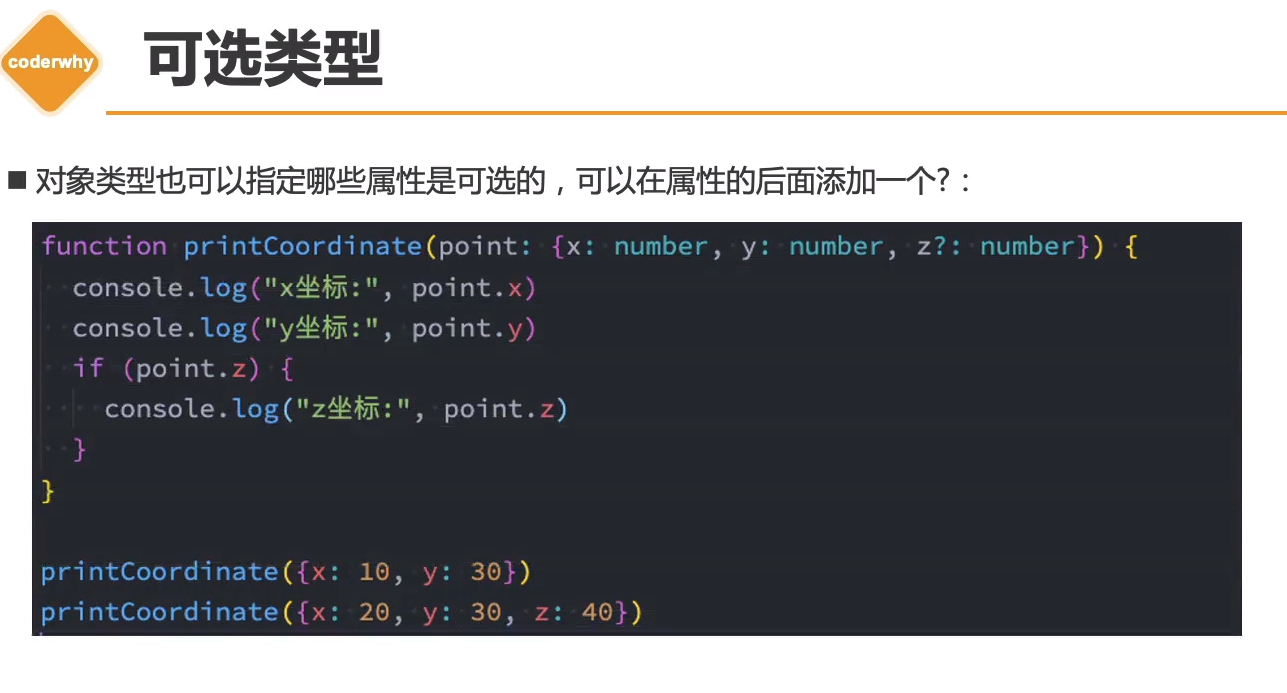 coderwhy
可选类型
■ 对象类型也可以指定哪些属性是可选的，可以在属性的后面添加一个?：
function printCoordinate(point: {x: number, y: number, z?: number}) {
  console.log("x坐标:", point.x)
  console.log("y坐标:", point.y)
  if (point.z) {
    console.log("z坐标:", point.z)
  }
}
printCoordinate({x: 10, y: 30})
printCoordinate({x: 20, y: 30, z: 40})